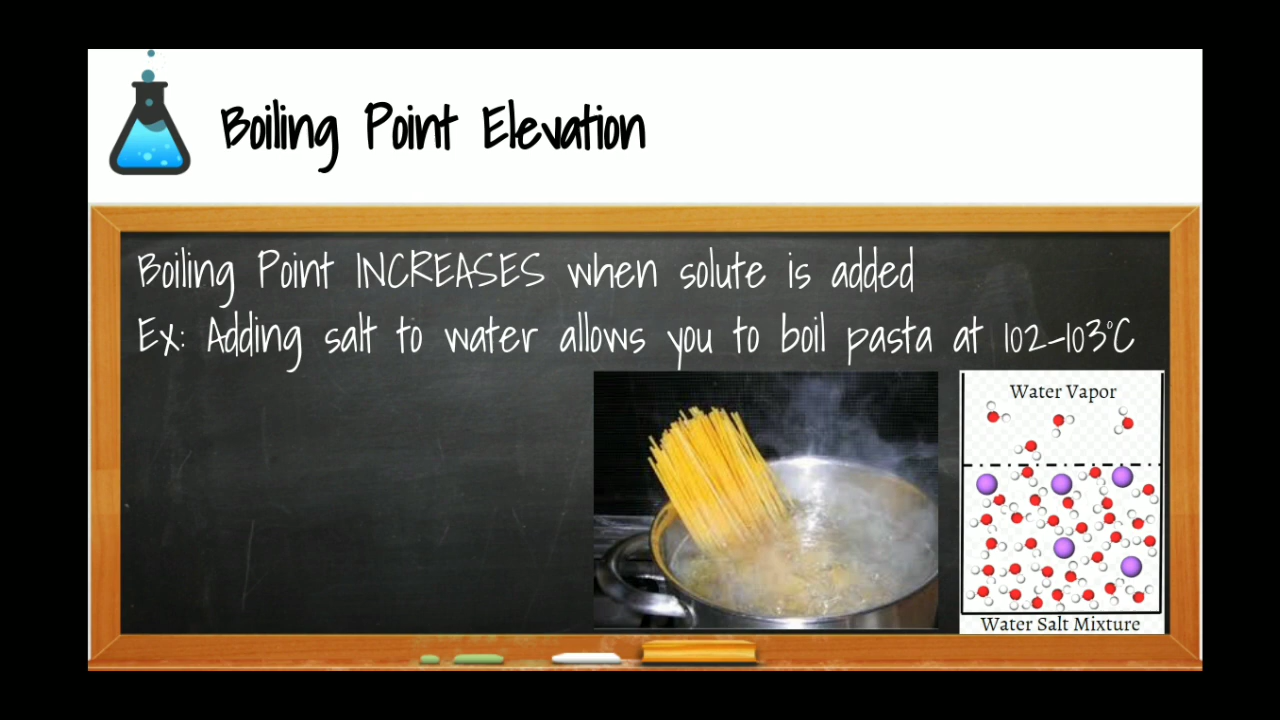 Boiling Point Elevation
Boiling Point INCREASES when solute is added
Ex: Adding salt to water allows you to boil pasta at 102-103°C
Water Vapor
Water Salt Mixture